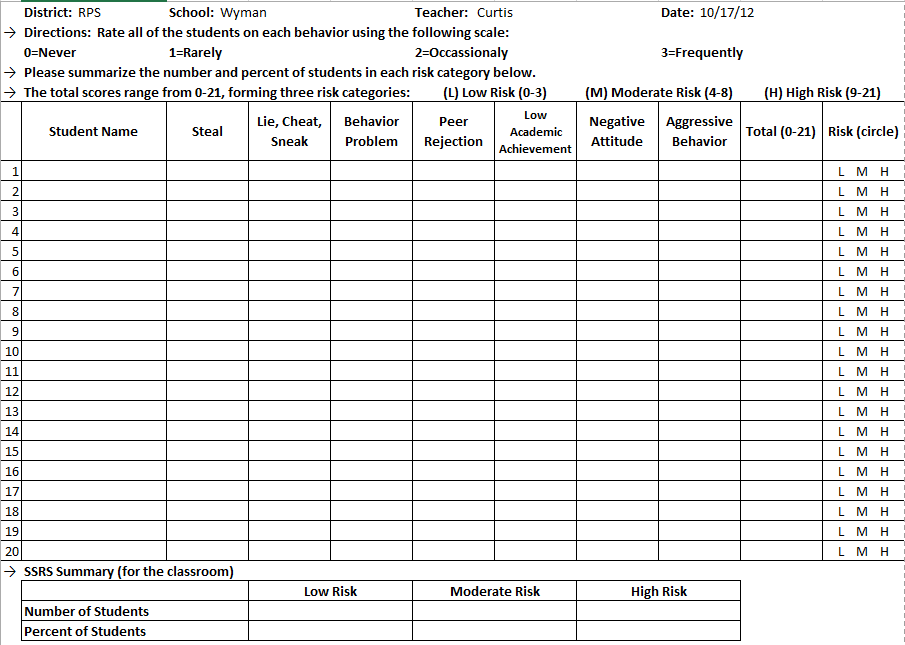 District: RPS School: Wyman Teacher: Curtis Date: 10/17/12
→ Directions: Rate all of the students on each behavior using the following scale:
0=Never 1=Rarely 2=Occassionaly 3=Frequently
→ Please summarize the number and percent of students in each risk category below.
→ The total scores range from 0-21, forming three risk categories: (L) Low Risk (0-3) (M) Moderate Risk (4-8) (H) High Risk (9-21)
Student Name Steal Lie, Cheat, Sneak Behavior Problem Peer Rejection Low Academic Achievement Negative Attitude Aggressive Behavior Total (0-21) Risk (circle)
1 L M H
2 L M H
3 L M H
4 L M H
5 L M H
6 L M H
7 L M H
8 L M H
9 L M H
10 L M H
11 L M H
12 L M H
13 L M H
14 L M H
15 L M H
16 L M H
17 L M H
18 L M H
19 L M H
20 L M H
→ SSRS Summary (for the classroom)
Low Risk Moderate Risk High Risk
Number of Students
Percent of Students